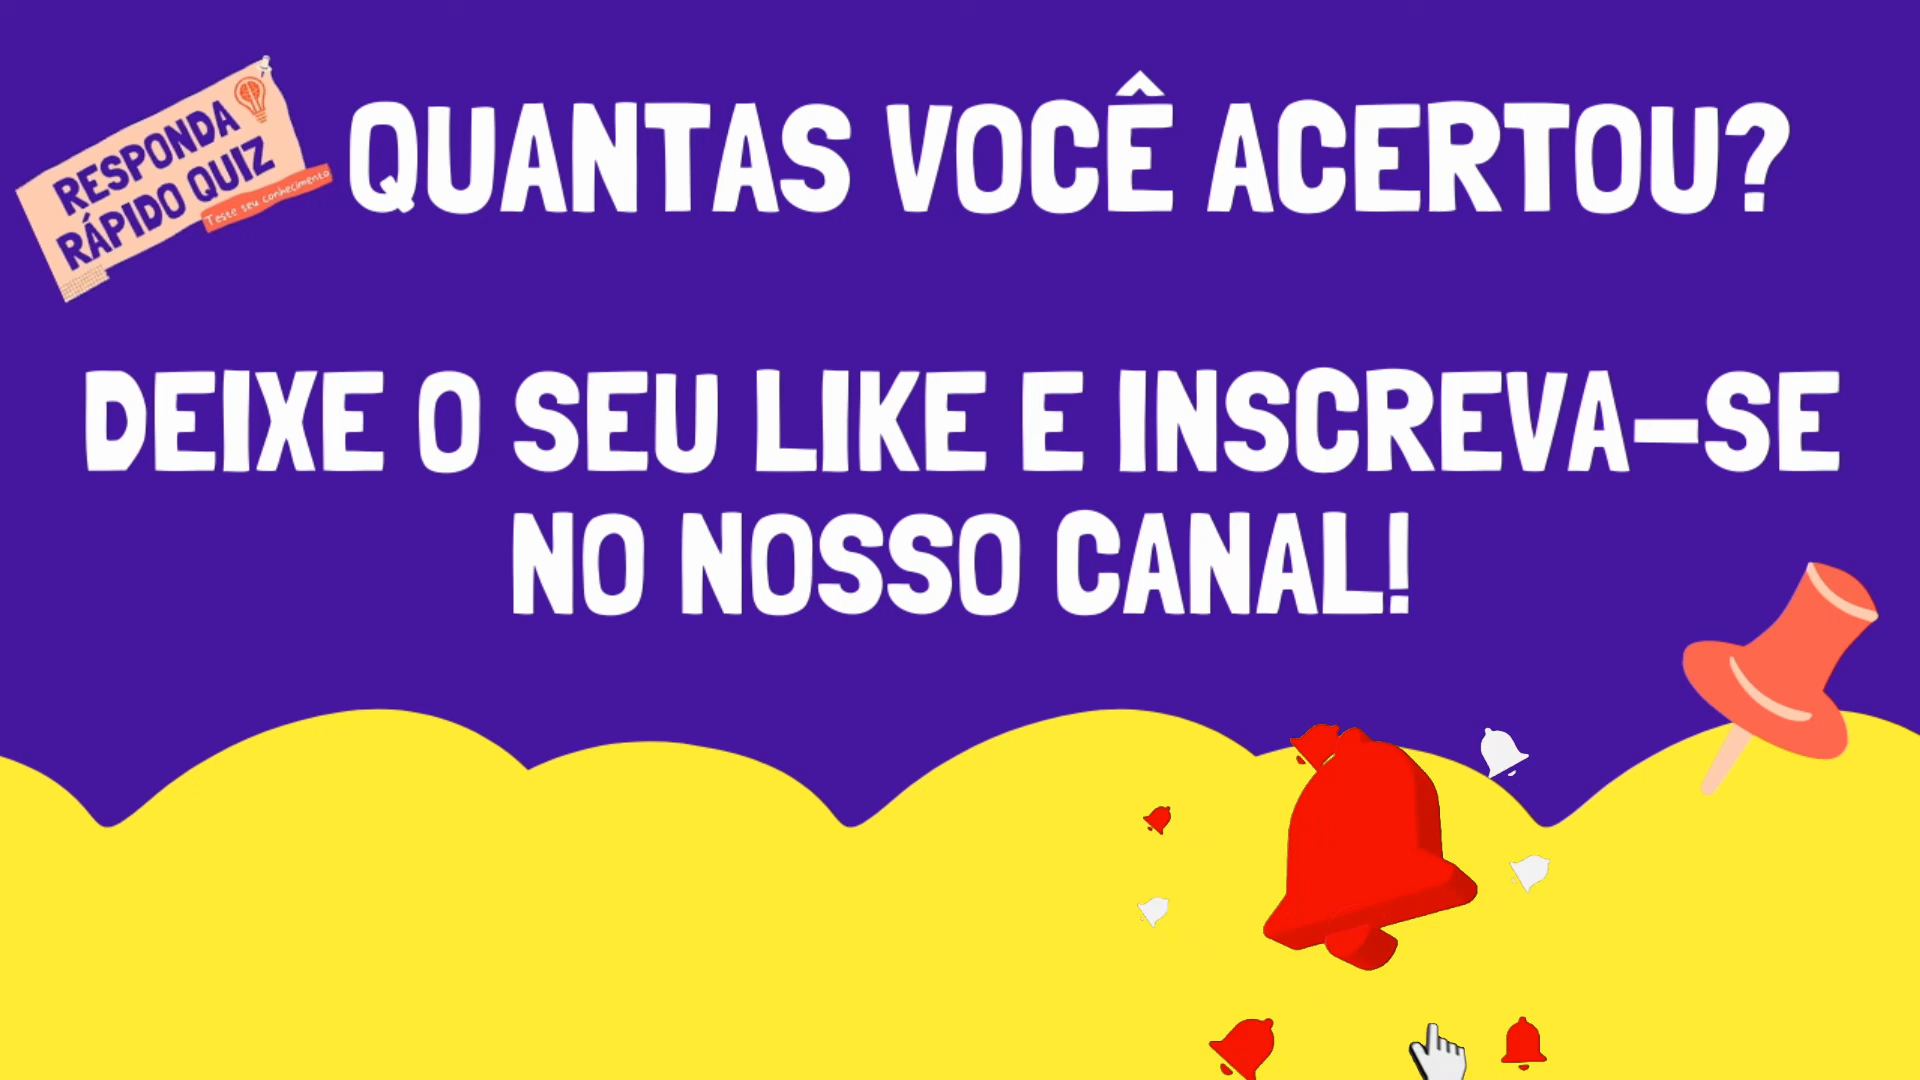 RESPONDA
RÁPIDO QUIZ
Teste seu conhecimento
QUANTAS VOCÊ ACERTOU?
DEIXE O SEU LIKE E INSCREVA-SE
NO NOSSO CANAL!